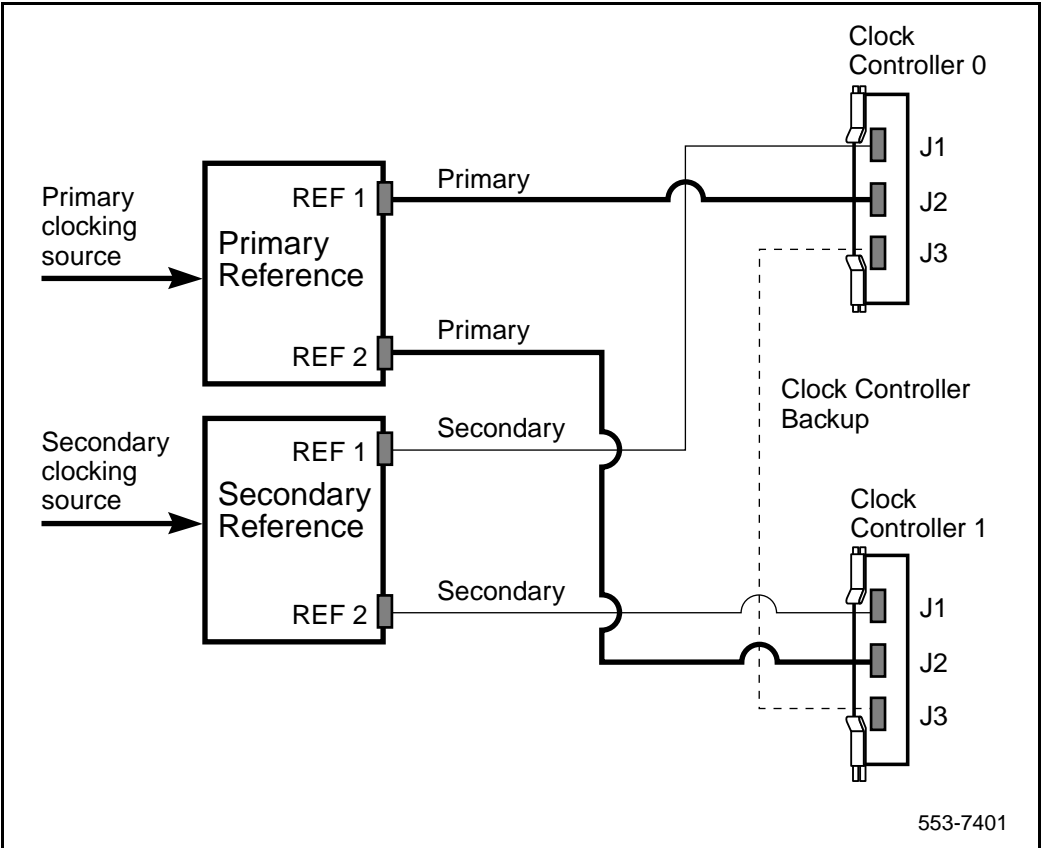 Clock
Controller 0
J1
Primary
REF 1
Primary
clocking
source
J2
Primary
Reference
J3
Primary
REF 2
Clock Controller
Backup
Secondary
Secondary
clocking
source
REF 1
Secondary
Reference
Clock
Controller 1
Secondary
REF 2
J1
J2
J3
553-7401